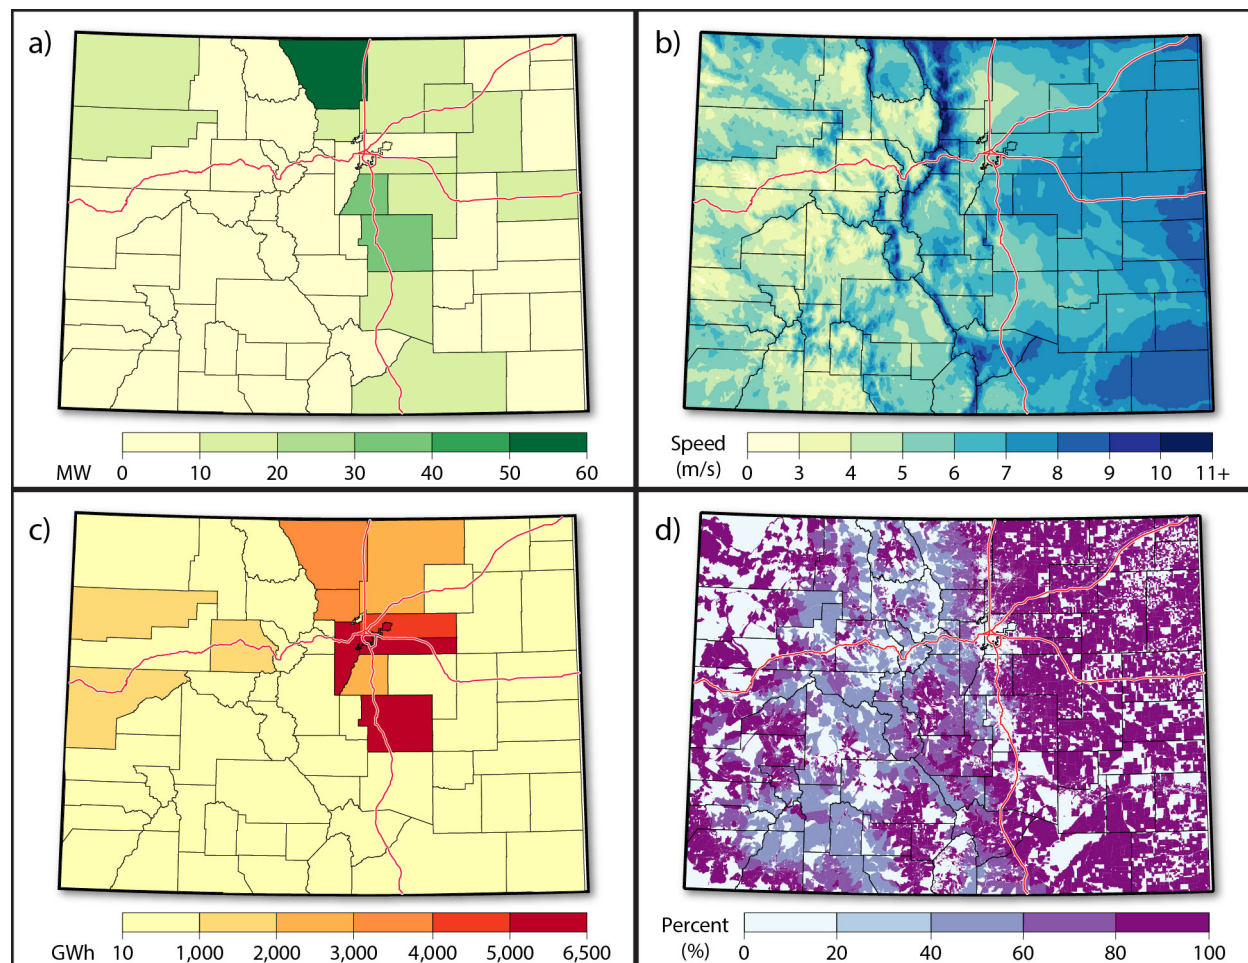 a)
MW
0 10 20 30 40 50 60
b)
Speed
(m/s)
0 3 4 5 6 7 8 9 10 11+
c)
GWh
10 1,000 2,000 3,000 4,000 5,000 6,500
d)
Percent
(%)
0 20 40 60 80 100